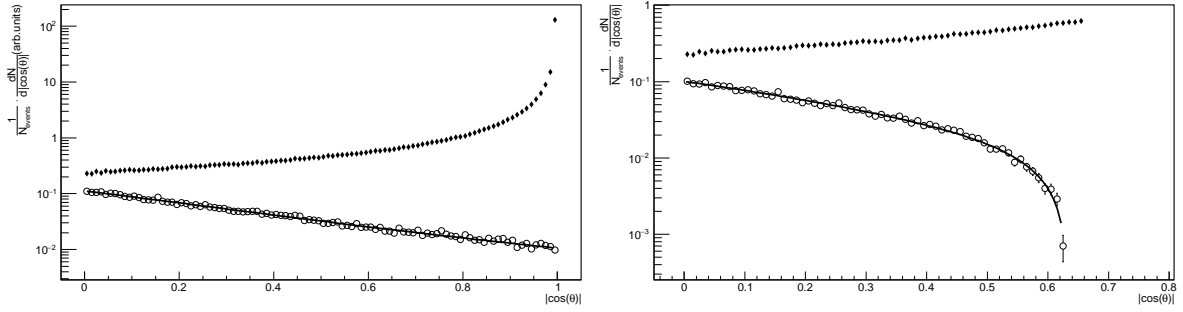 1/N_events · dN/d|cos(θ)| (arb.units)
10²
10
1
10⁻¹
10⁻²
0 0.2 0.4 0.6 0.8 1
|cos(θ)|
1/N_events · dN/d|cos(θ)|
1
10⁻¹
10⁻²
10⁻³
0 0.1 0.2 0.3 0.4 0.5 0.6 0.7 0.8
|cos(θ)|